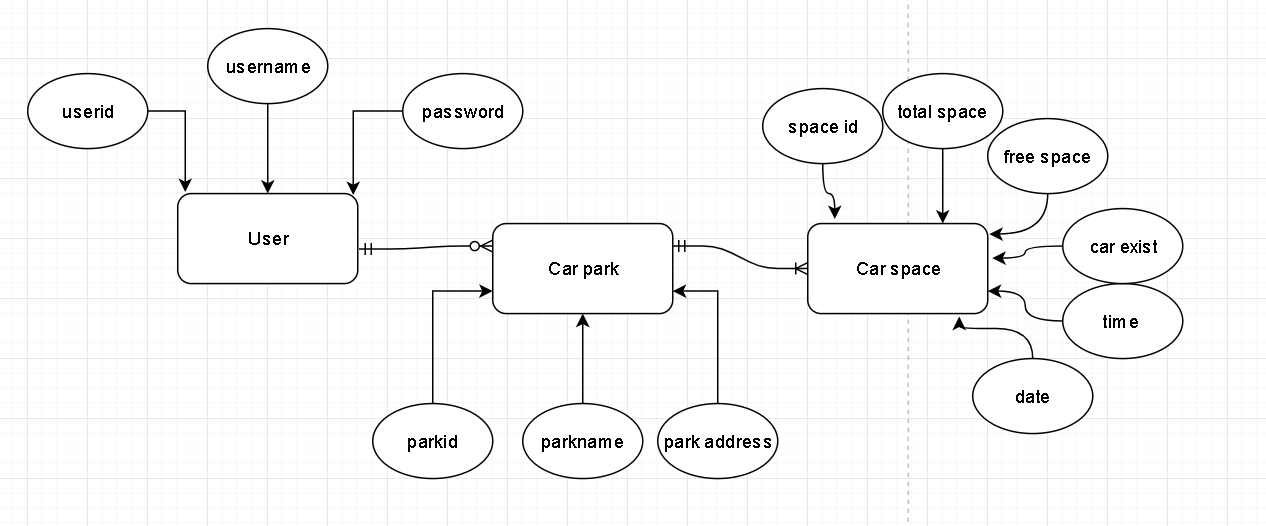 username
userid
password
total space
space id
free space
User
car exist
Car park
Car space
time
date
parkid
parkname
park address